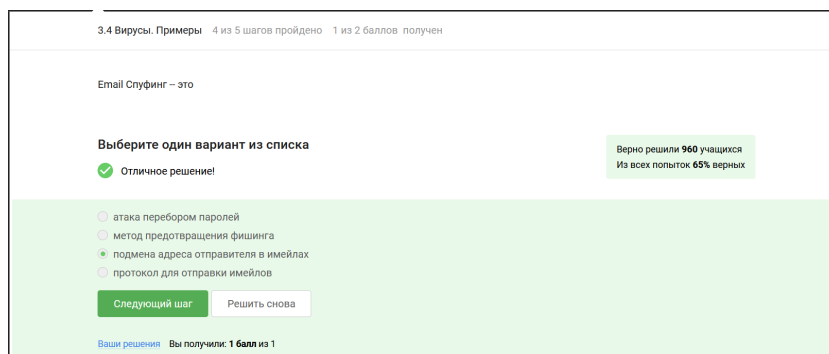 3.4 Вирусы. Примеры 4 из 5 шагов пройдено 1 из 2 баллов получен
Email Спуфинг – это
Выберите один вариант из списка
Отличное решение!
Верно решили 960 учащихся
Из всех попыток 65% верных
атака перебором паролей
метод предотвращения фишинга
подмена адреса отправителя в имейлах
протокол для отправки имейлов
Следующий шаг Решить снова
Ваши решения Вы получили: 1 балл из 1